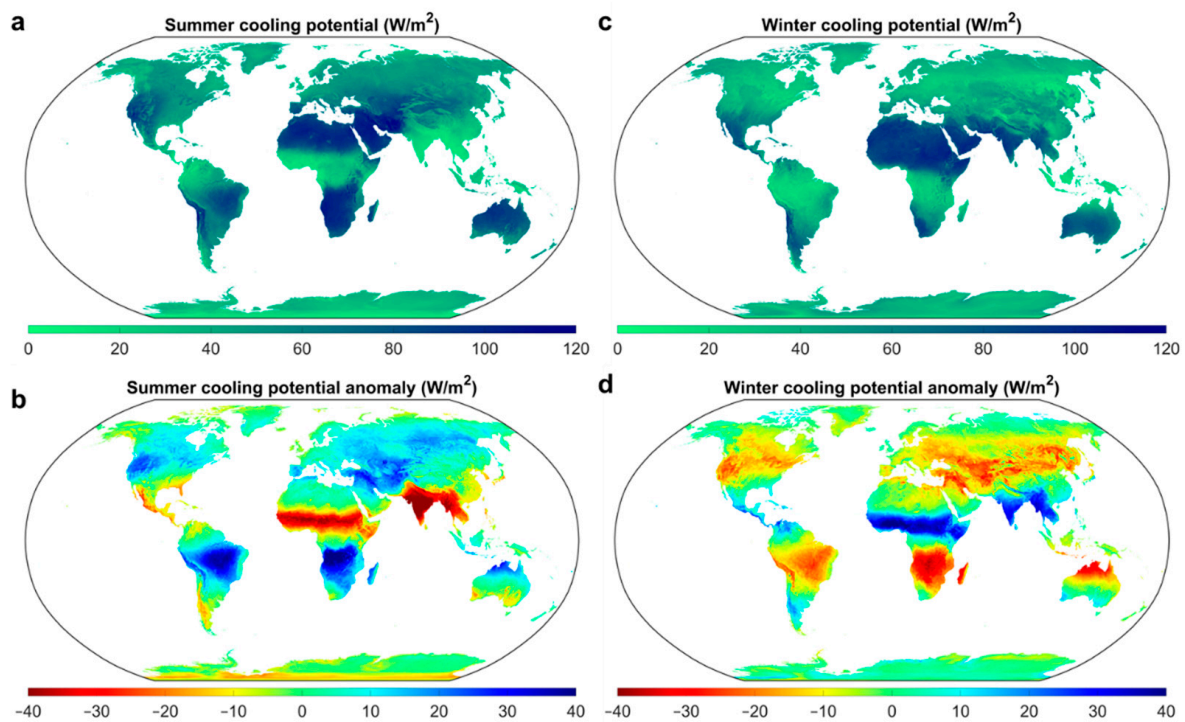 a
Summer cooling potential (W/m²)
0 20 40 60 80 100 120
c
Winter cooling potential (W/m²)
0 20 40 60 80 100 120
b
Summer cooling potential anomaly (W/m²)
−40 −30 −20 −10 0 10 20 30 40
d
Winter cooling potential anomaly (W/m²)
−40 −30 −20 −10 0 10 20 30 40